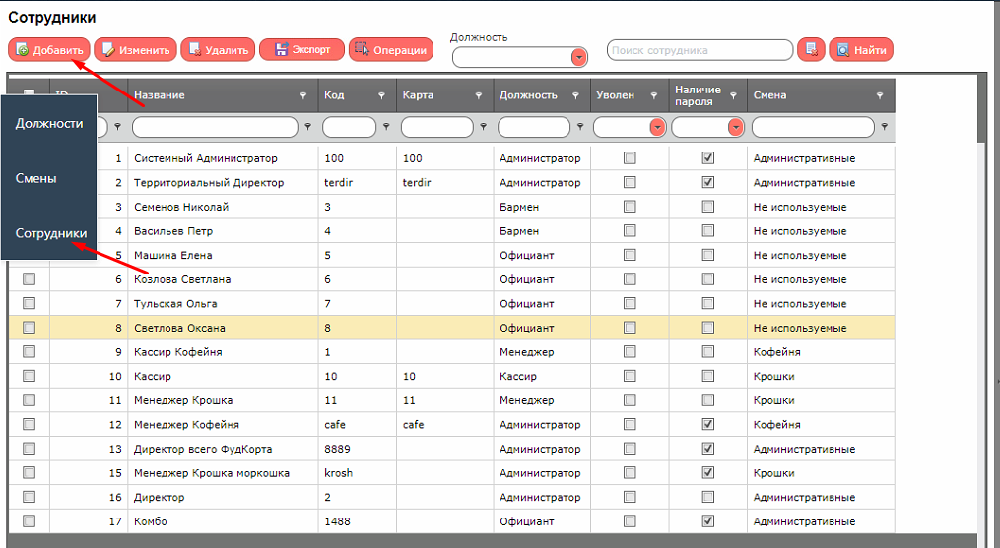 Сотрудники
Добавить Изменить Удалить Экспорт Операции Должность Поиск сотрудника Найти
ID Название Код Карта Должность Уволен Наличие пароля Смена
Должности
Смены
Сотрудники
1 Системный Администратор 100 100 Администратор Административные
2 Территориальный Директор terdir terdir Администратор Административные
3 Семенов Николай 3 Бармен Не используемые
4 Васильев Петр 4 Бармен Не используемые
5 Машина Елена 5 Официант Не используемые
6 Козлова Светлана 6 Официант Не используемые
7 Тульская Ольга 7 Официант Не используемые
8 Светлова Оксана 8 Официант Не используемые
9 Кассир Кофейня 1 Менеджер Кофейня
10 Кассир 10 10 Кассир Крошки
11 Менеджер Крошка 11 11 Менеджер Крошки
12 Менеджер Кофейня cafe cafe Администратор Кофейня
13 Директор всего ФудКорта 8889 Администратор Административные
15 Менеджер Крошка моркошка krosh Администратор Крошки
16 Директор 2 Администратор Административные
17 Комбо 1488 Официант Административные